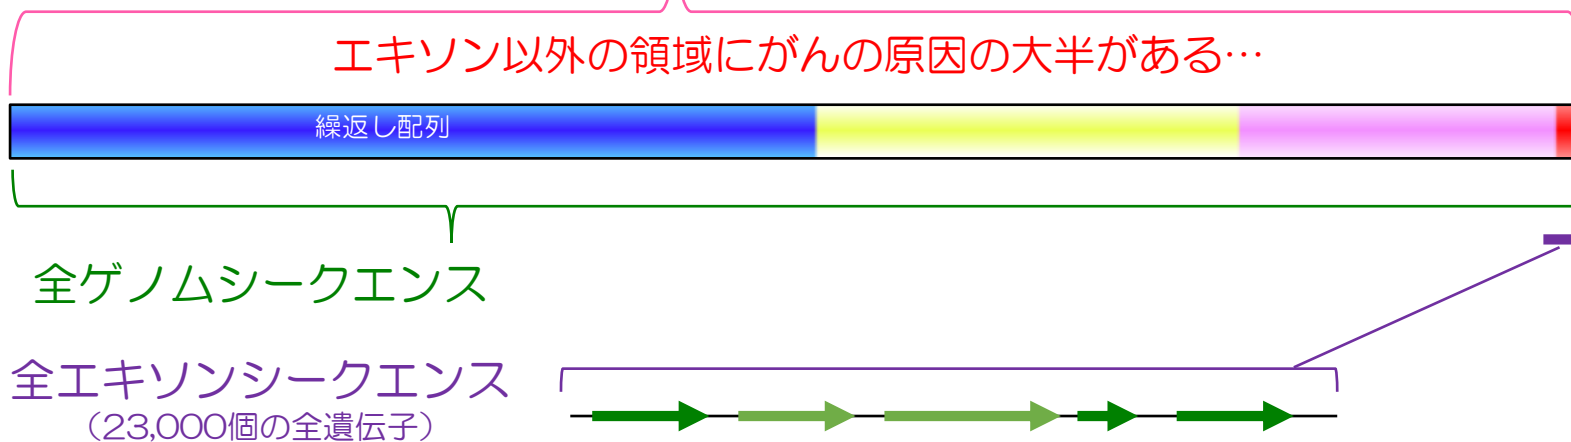 エキソン以外の領域にがんの原因の大半がある…
繰返し配列
全ゲノムシークエンス
全エキソンシークエンス
（23,000個の全遺伝子）